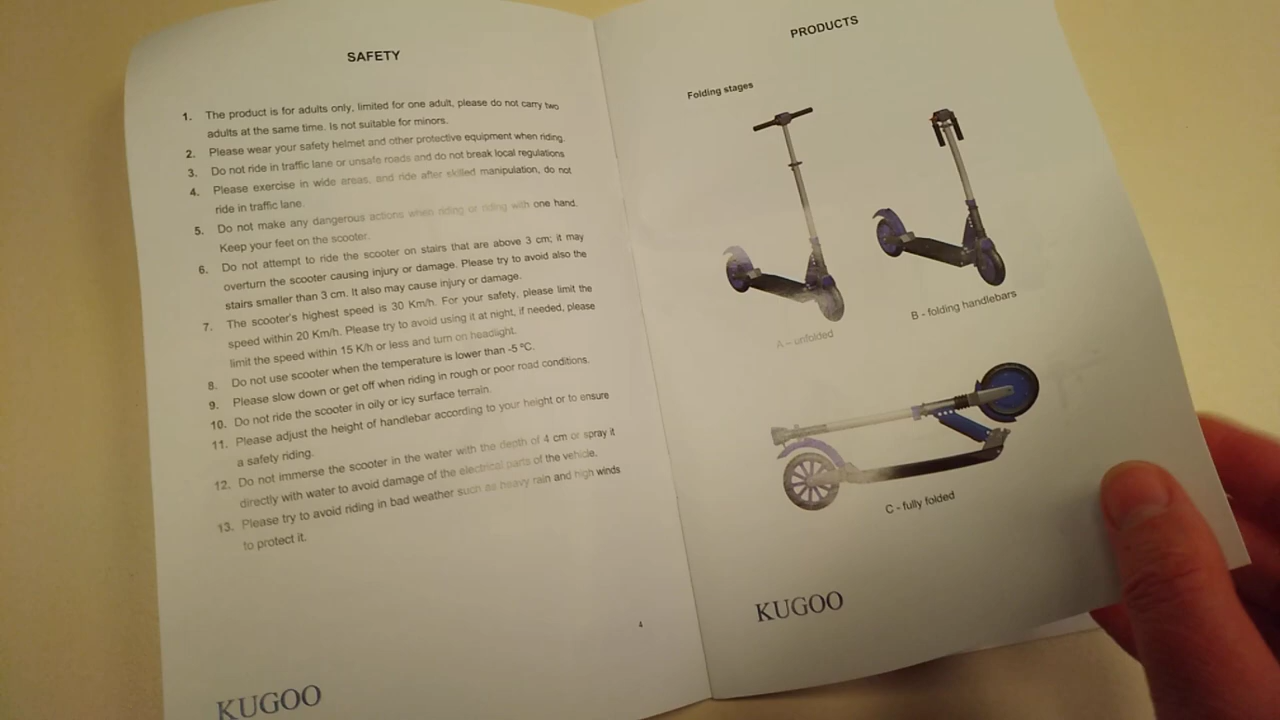 SAFETY
1. The product is for adults only, limited for one adult, please do not carry two
adults at the same time. Is not suitable for minors.
2. Please wear your safety helmet and other protective equipment when riding.
3. Do not ride in traffic lane or unsafe roads and do not break local regulations
4. Please exercise in wide areas, and ride after skilled manipulation, do not
ride in traffic lane.
5. Do not make any dangerous actions when riding or riding with one hand.
Keep your feet on the scooter.
6. Do not attempt to ride the scooter on stairs that are above 3 cm; it may
overturn the scooter causing injury or damage. Please try to avoid also the
stairs smaller than 3 cm. It also may cause injury or damage.
7. The scooter's highest speed is 30 Km/h. For your safety, please limit the
speed within 20 Km/h. Please try to avoid using it at night, if needed, please
limit the speed within 15 K/h or less and turn on headlight.
8. Do not use scooter when the temperature is lower than -5 ºC.
9. Please slow down or get off when riding in rough or poor road conditions.
10. Do not ride the scooter in oily or icy surface terrain.
11. Please adjust the height of handlebar according to your height or to ensure
a safety riding.
12. Do not immerse the scooter in the water with the depth of 4 cm or spray it
directly with water to avoid damage of the electrical parts of the vehicle.
13. Please try to avoid riding in bad weather such as heavy rain and high winds
to protect it.
4
KUGOO
PRODUCTS
Folding stages
A – unfolded
B - folding handlebars
C - fully folded
KUGOO